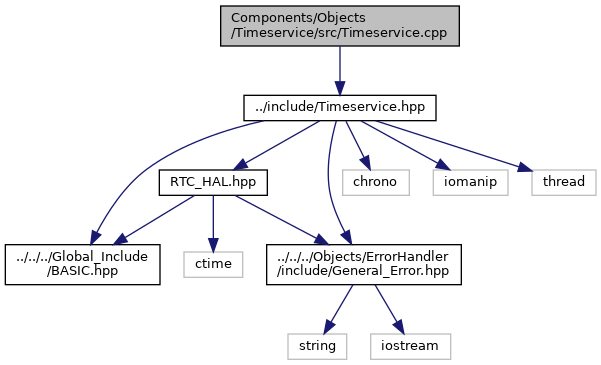 Components/Objects
/Timeservice/src/Timeservice.cpp
../include/Timeservice.hpp
RTC_HAL.hpp
chrono
iomanip
thread
../../../Global_Include
/BASIC.hpp
ctime
../../../Objects/ErrorHandler
/include/General_Error.hpp
string
iostream